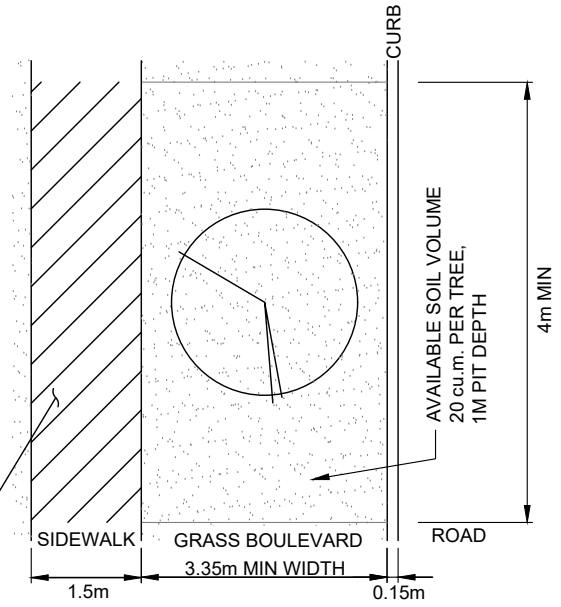 CURB
AVAILABLE SOIL VOLUME
20 cu.m. PER TREE,
1M PIT DEPTH
4m MIN
SIDEWALK
GRASS BOULEVARD
ROAD
3.35m MIN WIDTH
1.5m
0.15m